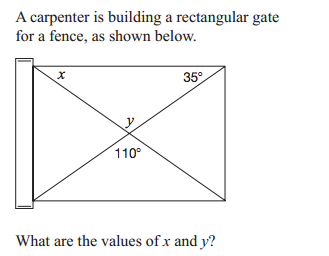 A carpenter is building a rectangular gate
for a fence, as shown below.
x
35°
y
110°
What are the values of x and y?